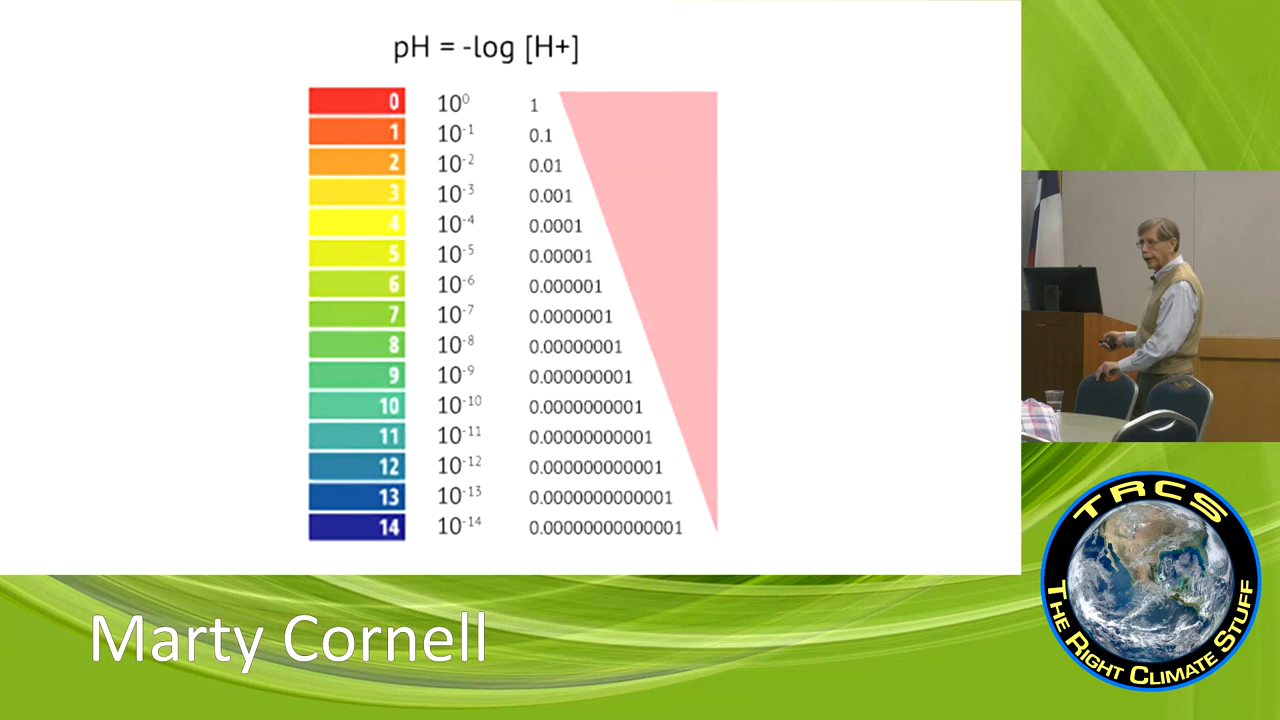 pH = -log [H+]
0 10⁰ 1
1 10⁻¹ 0.1
2 10⁻² 0.01
3 10⁻³ 0.001
4 10⁻⁴ 0.0001
5 10⁻⁵ 0.00001
6 10⁻⁶ 0.000001
7 10⁻⁷ 0.0000001
8 10⁻⁸ 0.00000001
9 10⁻⁹ 0.000000001
10 10⁻¹⁰ 0.0000000001
11 10⁻¹¹ 0.00000000001
12 10⁻¹² 0.000000000001
13 10⁻¹³ 0.0000000000001
14 10⁻¹⁴ 0.00000000000001
Marty Cornell
TRCS
THE RIGHT CLIMATE STUFF